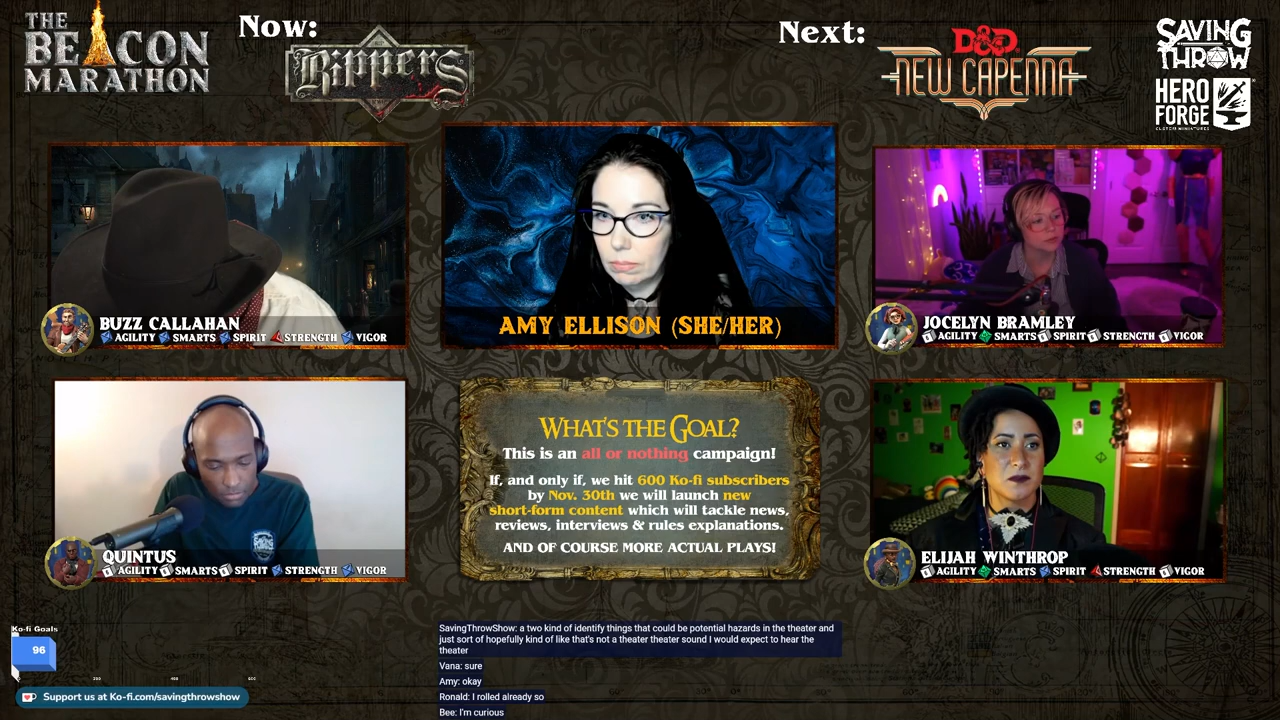 THE
BEACON
MARATHON
Now:
Rippers
Next:
D&D
NEW CAPENNA
SAVING
THROW
HERO
FORGE
CUSTOM MINIATURES
BUZZ CALLAHAN
AGILITY SMARTS SPIRIT STRENGTH VIGOR
AMY ELLISON (SHE/HER)
JOCELYN BRAMLEY
AGILITY SMARTS SPIRIT STRENGTH VIGOR
QUINTUS
AGILITY SMARTS SPIRIT STRENGTH VIGOR
WHAT'S THE GOAL?
This is an all or nothing campaign!
If, and only if, we hit 600 Ko-fi subscribers
by Nov. 30th we will launch new
short-form content which will tackle news,
reviews, interviews & rules explanations.
AND OF COURSE MORE ACTUAL PLAYS!
ELIJAH WINTHROP
AGILITY SMARTS SPIRIT STRENGTH VIGOR
Ko-fi Goals
96
Support us at Ko-fi.com/savingthrowshow
SavingThrowShow: a two kind of identify things that could be potential hazards in the theater and
just sort of hopefully kind of like that's not a theater theater sound I would expect to hear the
theater
Vana: sure
Amy: okay
Ronald: I rolled already so
Bee: I'm curious